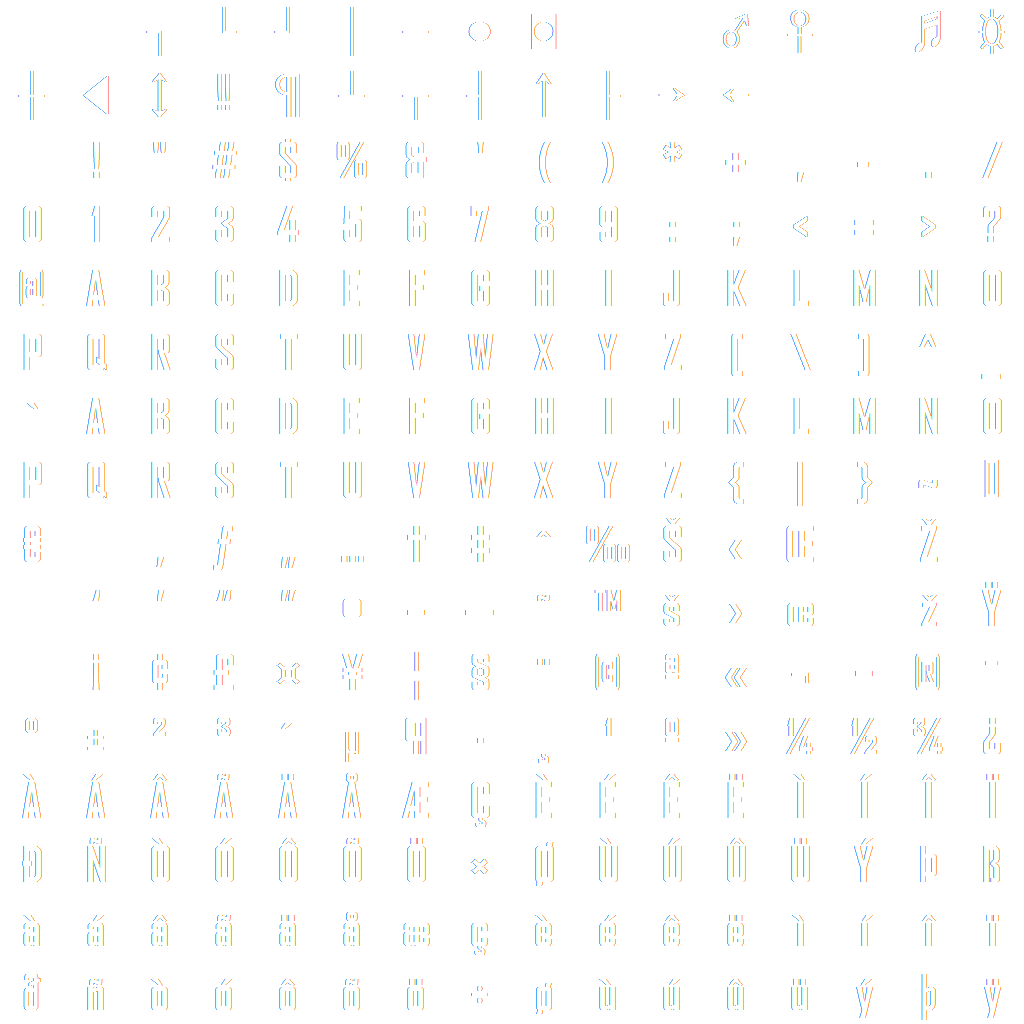 ┐ └ ┘ │ ─ • ◘ ♂ ♀ ♫ ☼
┼ ◄ ↕ ‼ ¶ ┴ ┬ ┤ ↑ ├ → ←
! " # $ % & ' ( ) * + , - . /
0 1 2 3 4 5 6 7 8 9 : ; < = > ?
@ A B C D E F G H I J K L M N O
P Q R S T U V W X Y Z [ \ ] ^ _
` A B C D E F G H I J K L M N O
P Q R S T U V W X Y Z { | } ~ 
€ ‚ ƒ „ … † ‡ ˆ ‰ Š ‹ Œ Ž
‘ ’ “ ” • – — ˜ ™ š › œ ž Ÿ
¡ ¢ £ ¤ ¥ ¦ § ¨ © ª « ¬ - ® ¯
° ± ² ³ ´ µ ¶ · ¸ ¹ º » ¼ ½ ¾ ¿
À Á Â Ã Ä Å Æ Ç È É Ê Ë Ì Í Î Ï
Ð Ñ Ò Ó Ô Õ Ö × Ø Ù Ú Û Ü Ý Þ ß
à á â ã ä å æ ç è é ê ë ì í î ï
ð ñ ò ó ô õ ö ÷ ø ù ú û ü ý þ ÿ